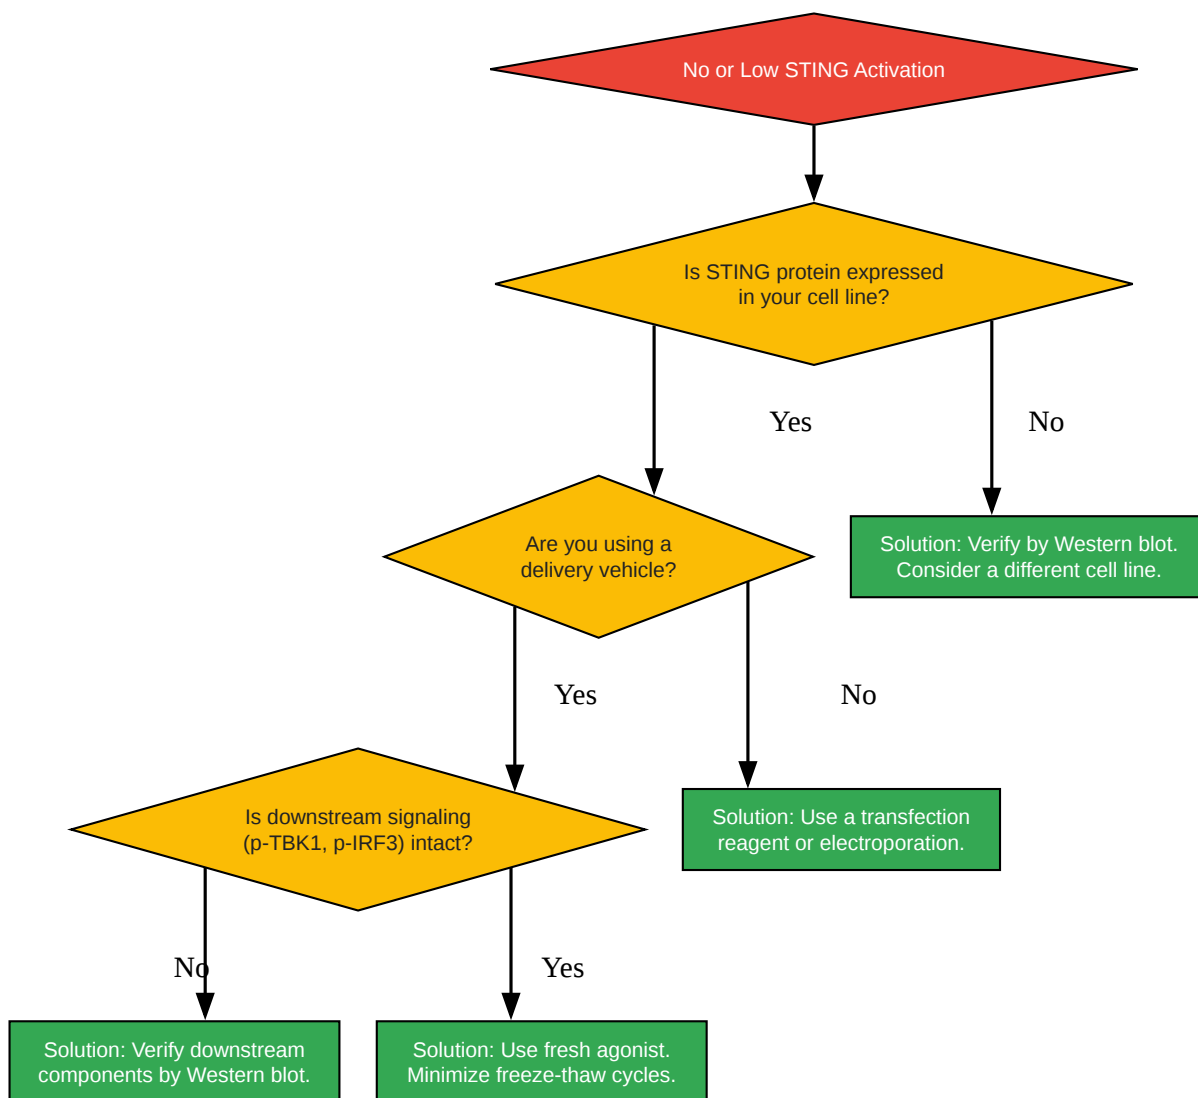 No or Low STING Activation
Is STING protein expressed
in your cell line?
Yes
No
Are you using a
delivery vehicle?
Solution: Verify by Western blot.
Consider a different cell line.
Yes
No
Is downstream signaling
(p-TBK1, p-IRF3) intact?
Solution: Use a transfection
reagent or electroporation.
No
Yes
Solution: Verify downstream
components by Western blot.
Solution: Use fresh agonist.
Minimize freeze-thaw cycles.